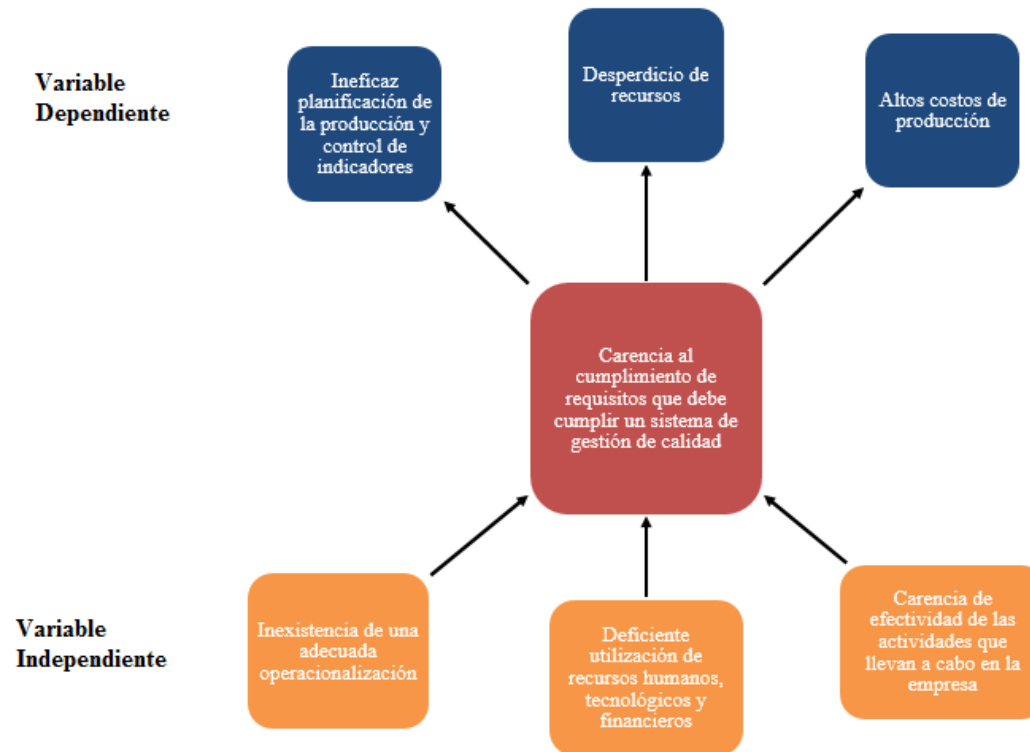 Variable
Dependiente
Ineficaz
planificación de
la producción y
control de
indicadores
Desperdicio de
recursos
Altos costos de
producción
Carencia al
cumplimiento de
requisitos que debe
cumplir un sistema de
gestión de calidad
Variable
Independiente
Inexistencia de una
adecuada
operacionalización
Deficiente
utilización de
recursos humanos,
tecnológicos y
financieros
Carencia de
efectividad de las
actividades que
llevan a cabo en la
empresa